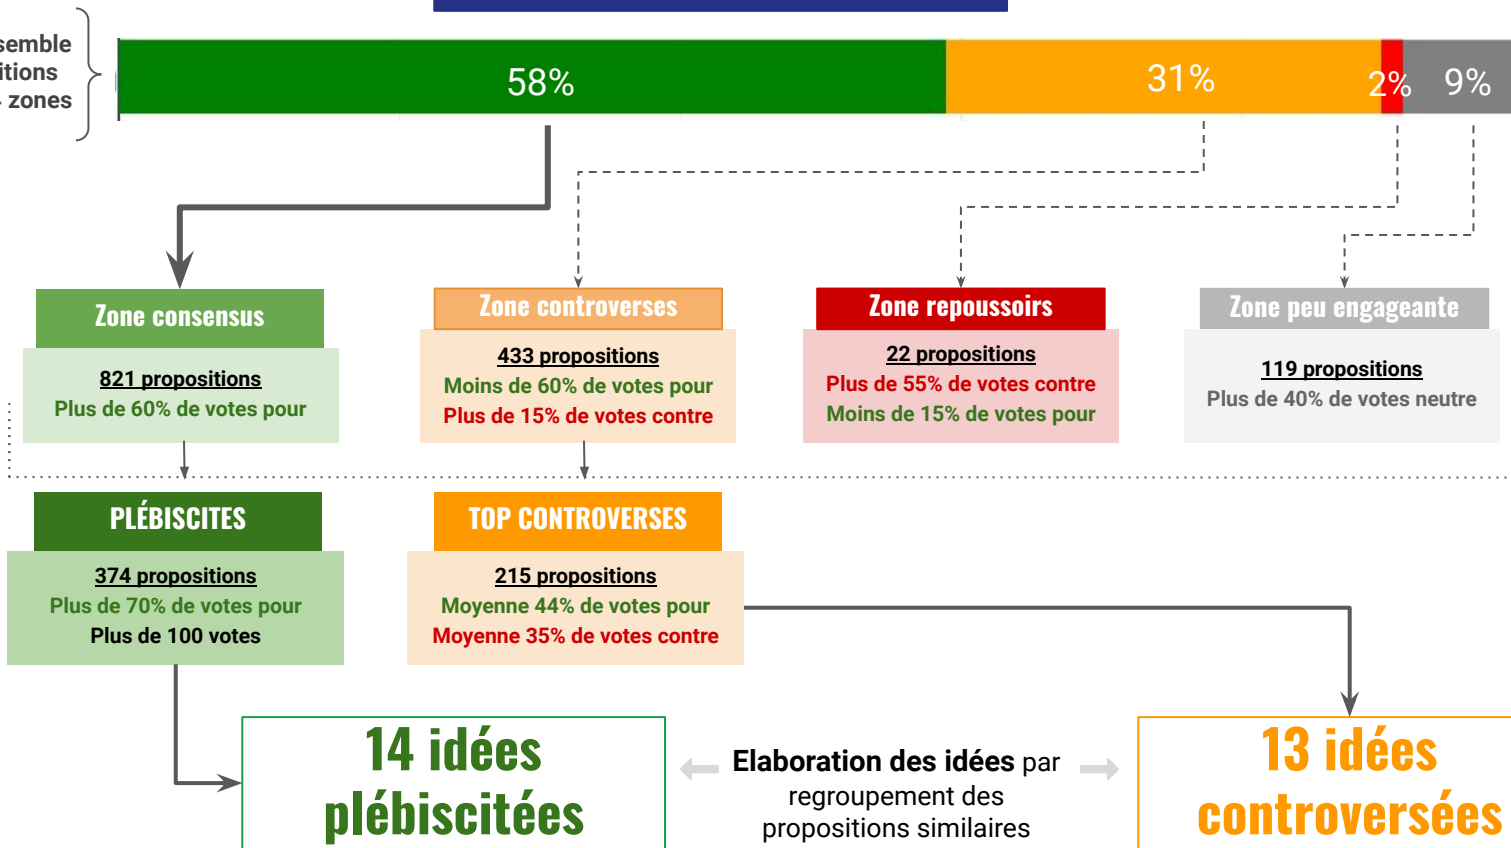 zones
58%
31%
2%
9%
Zone consensus
821 propositions
Plus de 60% de votes pour
Zone controverses
433 propositions
Moins de 60% de votes pour
Plus de 15% de votes contre
Zone repoussoirs
22 propositions
Plus de 55% de votes contre
Moins de 15% de votes pour
Zone peu engageante
119 propositions
Plus de 40% de votes neutre
PLÉBISCITES
374 propositions
Plus de 70% de votes pour
Plus de 100 votes
TOP CONTROVERSES
215 propositions
Moyenne 44% de votes pour
Moyenne 35% de votes contre
14 idées
plébiscitées
Elaboration des idées par
regroupement des
propositions similaires
13 idées
controversées